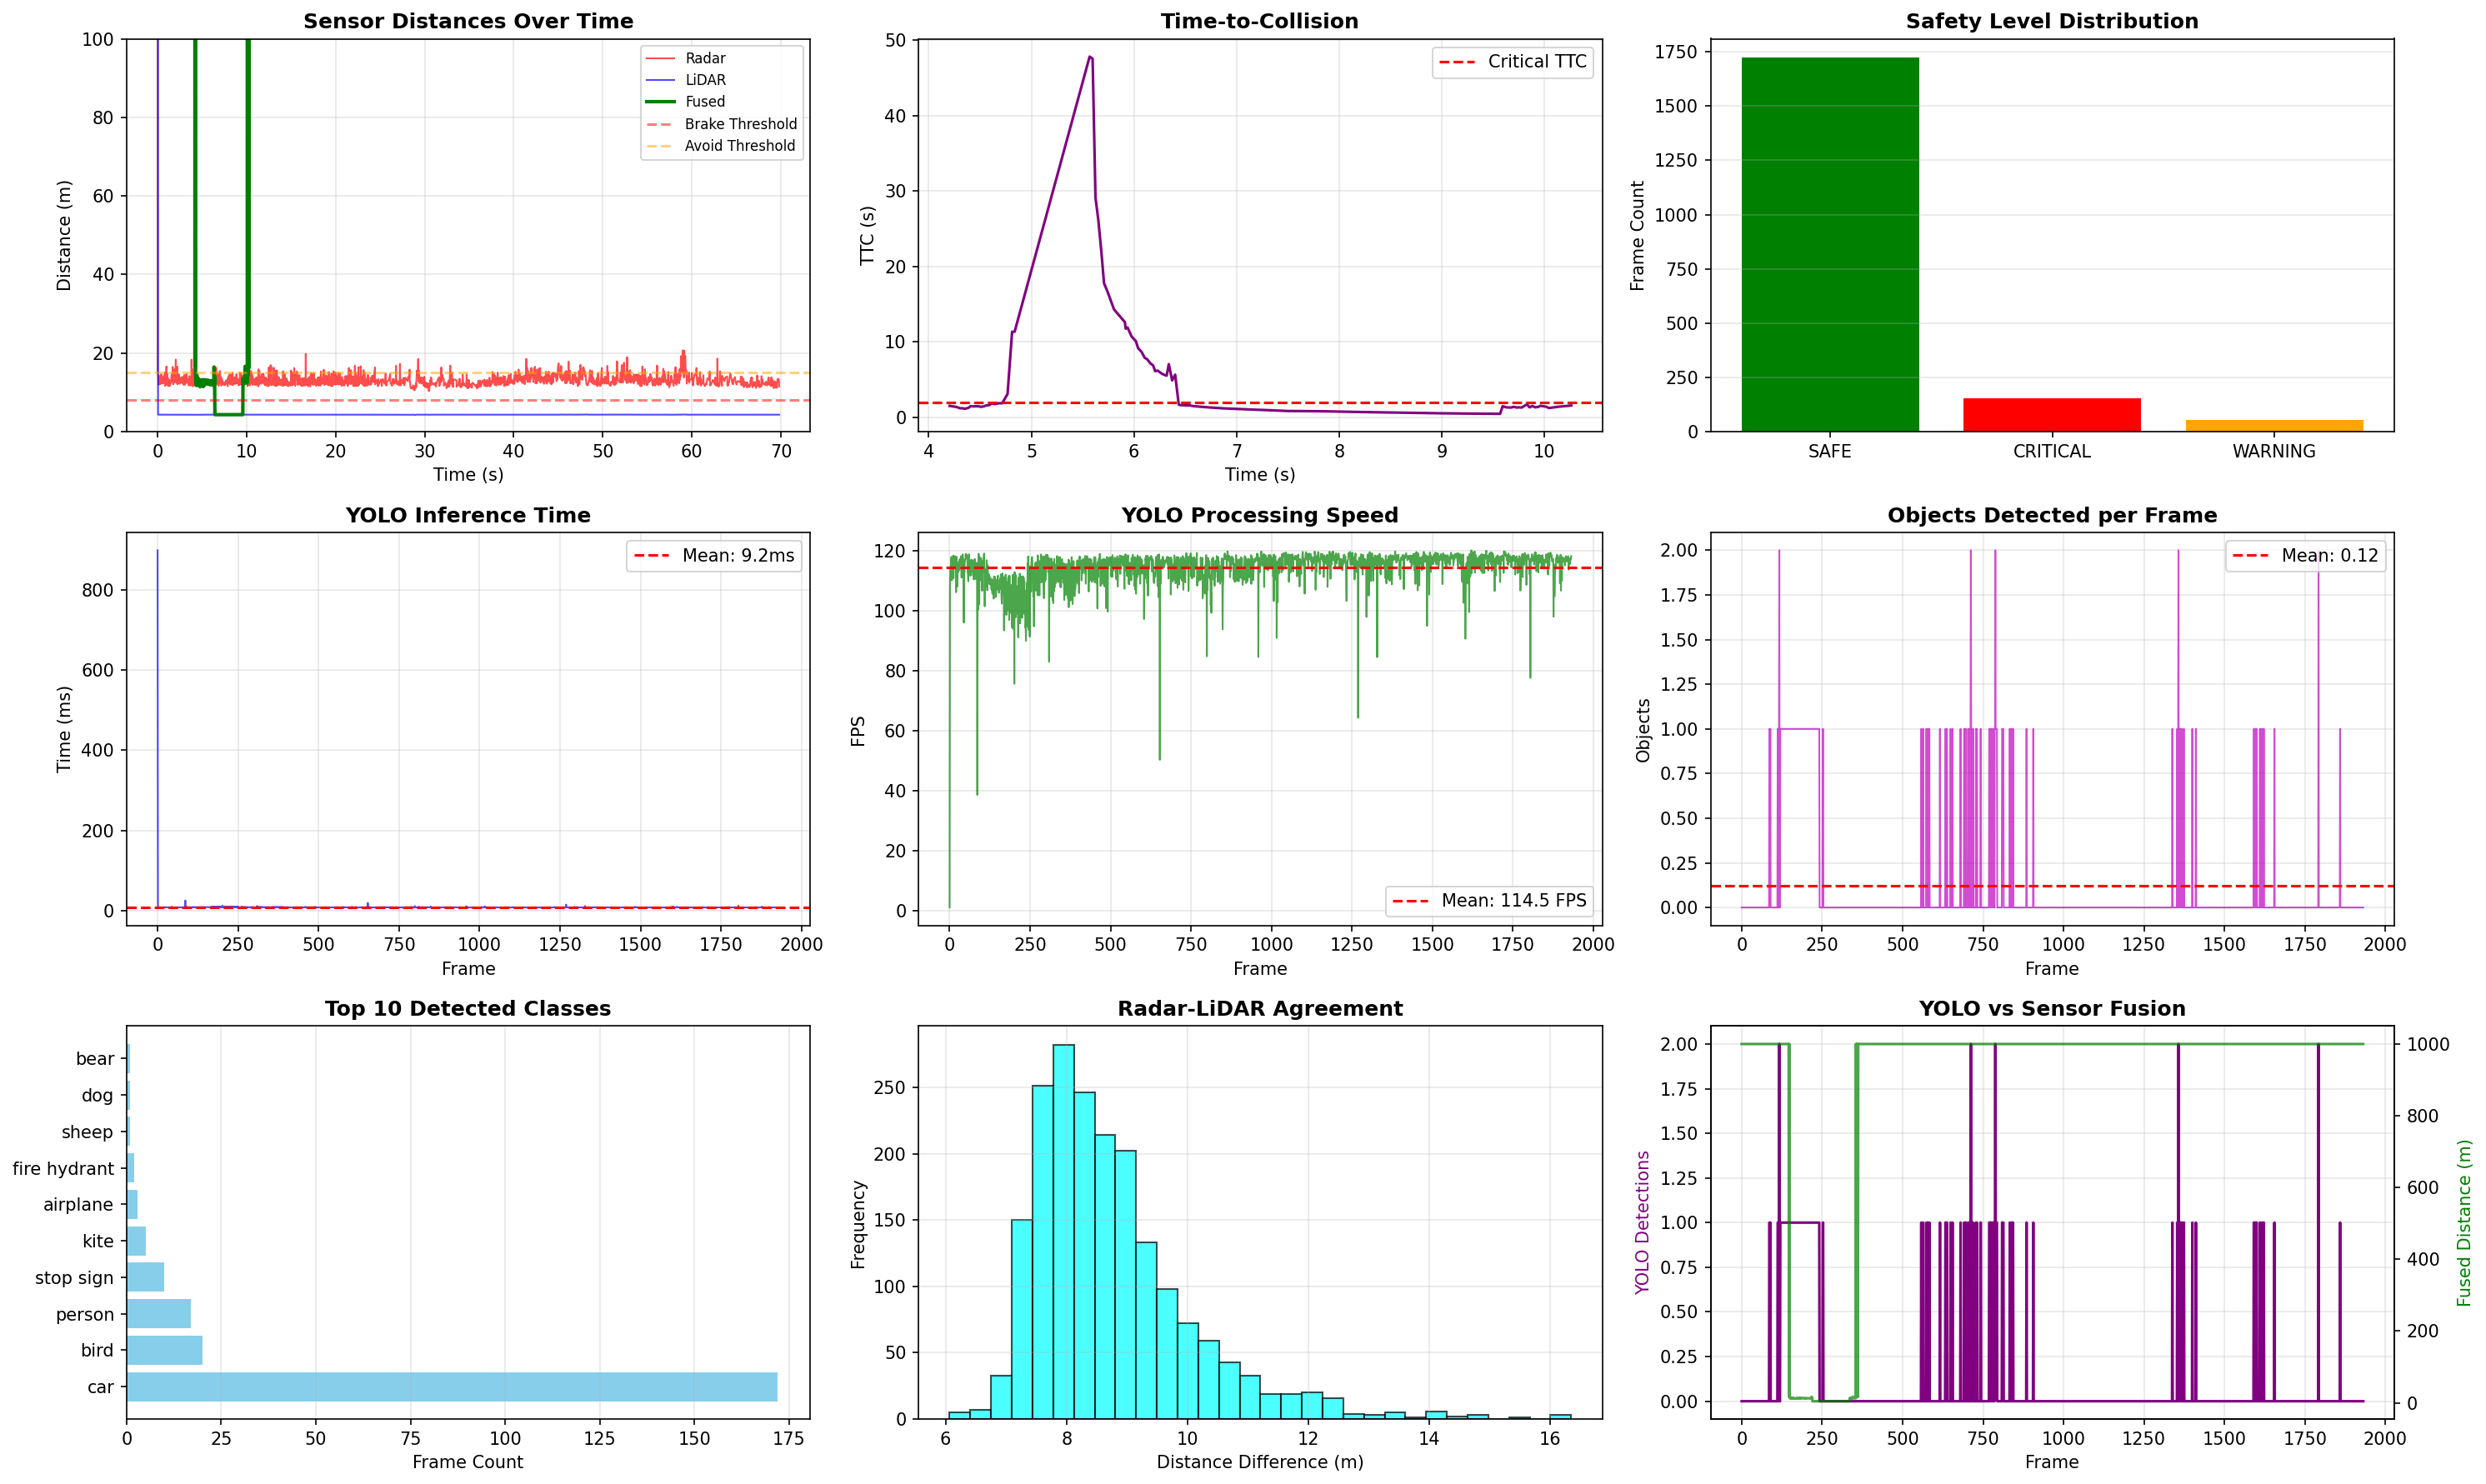 Sensor Distances Over Time
100
80
60
40
20
0
Distance (m)
0 10 20 30 40 50 60 70
Time (s)
Radar
LiDAR
Fused
Brake Threshold
Avoid Threshold
Time-to-Collision
50
40
30
20
10
0
TTC (s)
4 5 6 7 8 9 10
Time (s)
Critical TTC
Safety Level Distribution
1750
1500
1250
1000
750
500
250
0
Frame Count
SAFE CRITICAL WARNING
YOLO Inference Time
800
600
400
200
0
Time (ms)
0 250 500 750 1000 1250 1500 1750 2000
Frame
Mean: 9.2ms
YOLO Processing Speed
120
100
80
60
40
20
0
FPS
0 250 500 750 1000 1250 1500 1750 2000
Frame
Mean: 114.5 FPS
Objects Detected per Frame
2.00
1.75
1.50
1.25
1.00
0.75
0.50
0.25
0.00
Objects
0 250 500 750 1000 1250 1500 1750 2000
Frame
Mean: 0.12
Top 10 Detected Classes
bear
dog
sheep
fire hydrant
airplane
kite
stop sign
person
bird
car
0 25 50 75 100 125 150 175
Frame Count
Radar-LiDAR Agreement
250
200
150
100
50
0
Frequency
6 8 10 12 14 16
Distance Difference (m)
YOLO vs Sensor Fusion
2.00
1.75
1.50
1.25
1.00
0.75
0.50
0.25
0.00
YOLO Detections
1000
800
600
400
200
0
Fused Distance (m)
0 250 500 750 1000 1250 1500 1750 2000
Frame